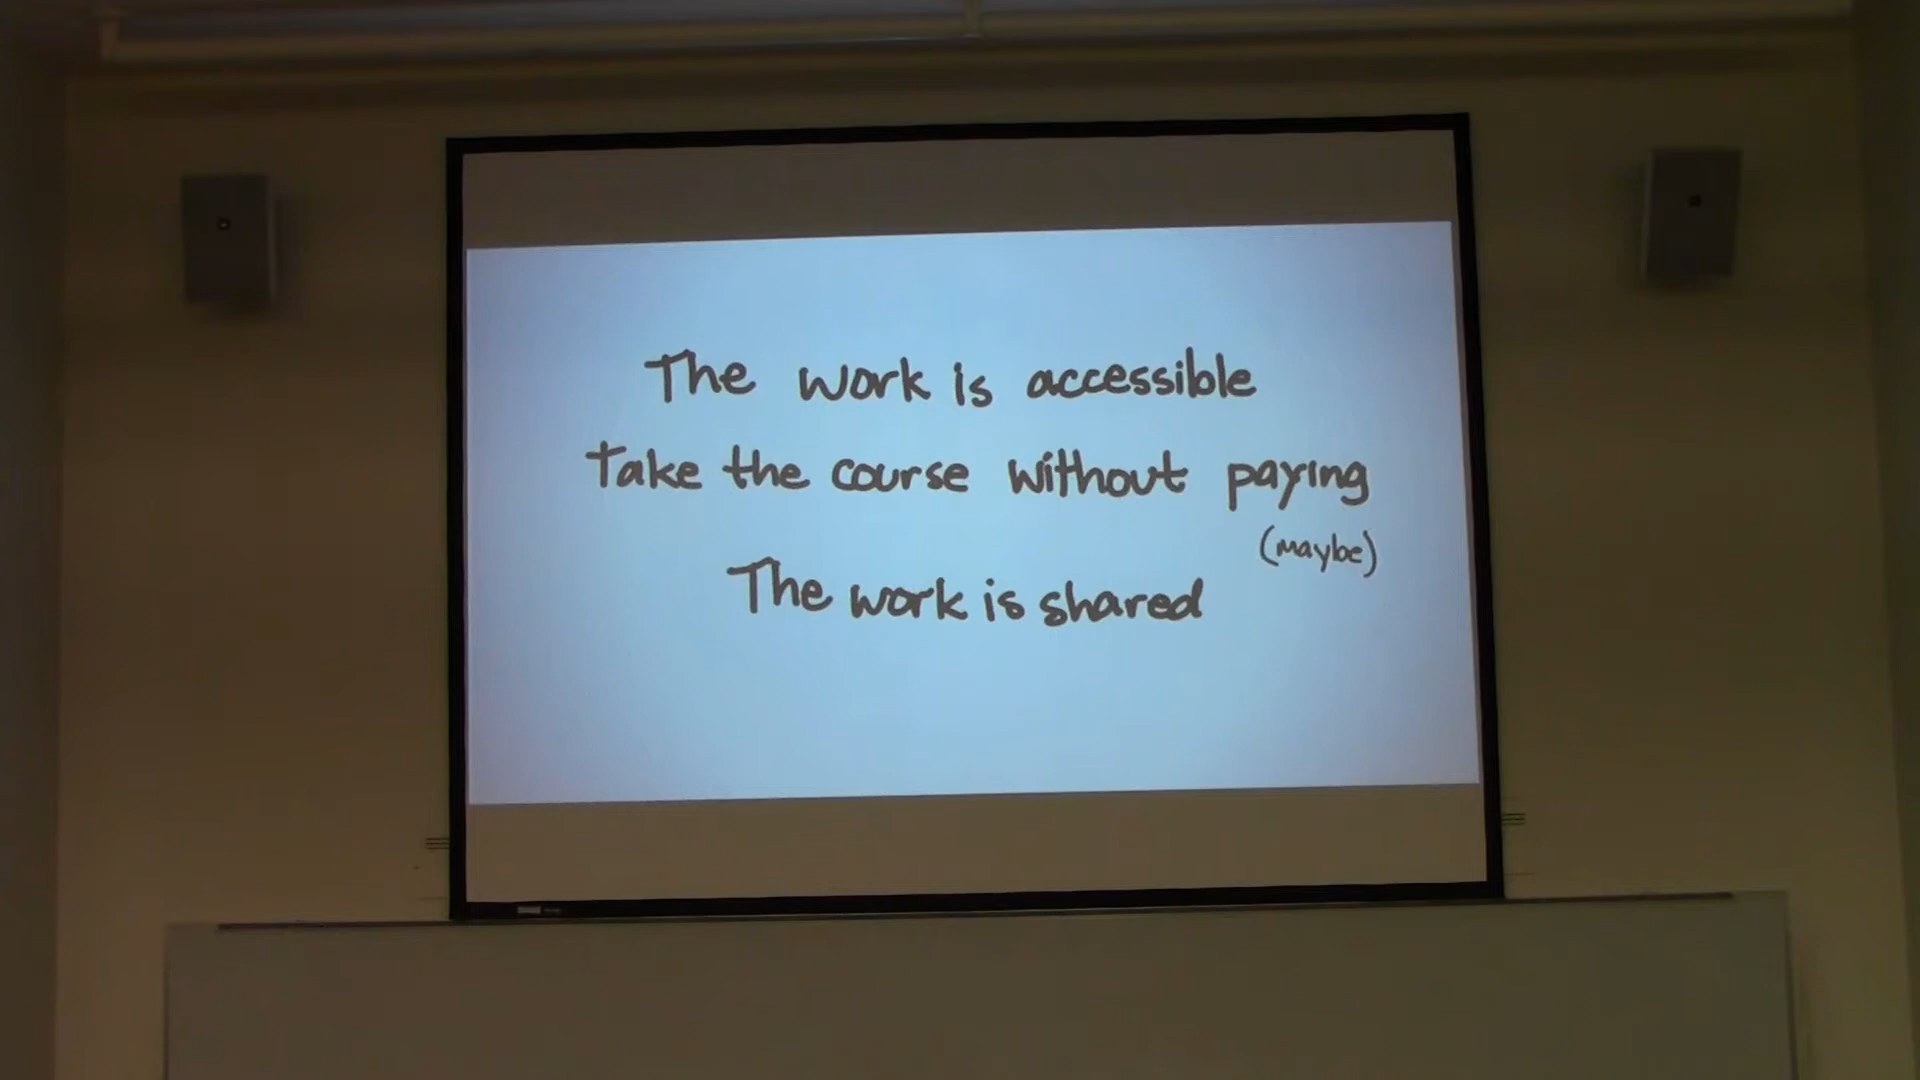 The work is accessible
Take the course without paying
(maybe)
The work is shared